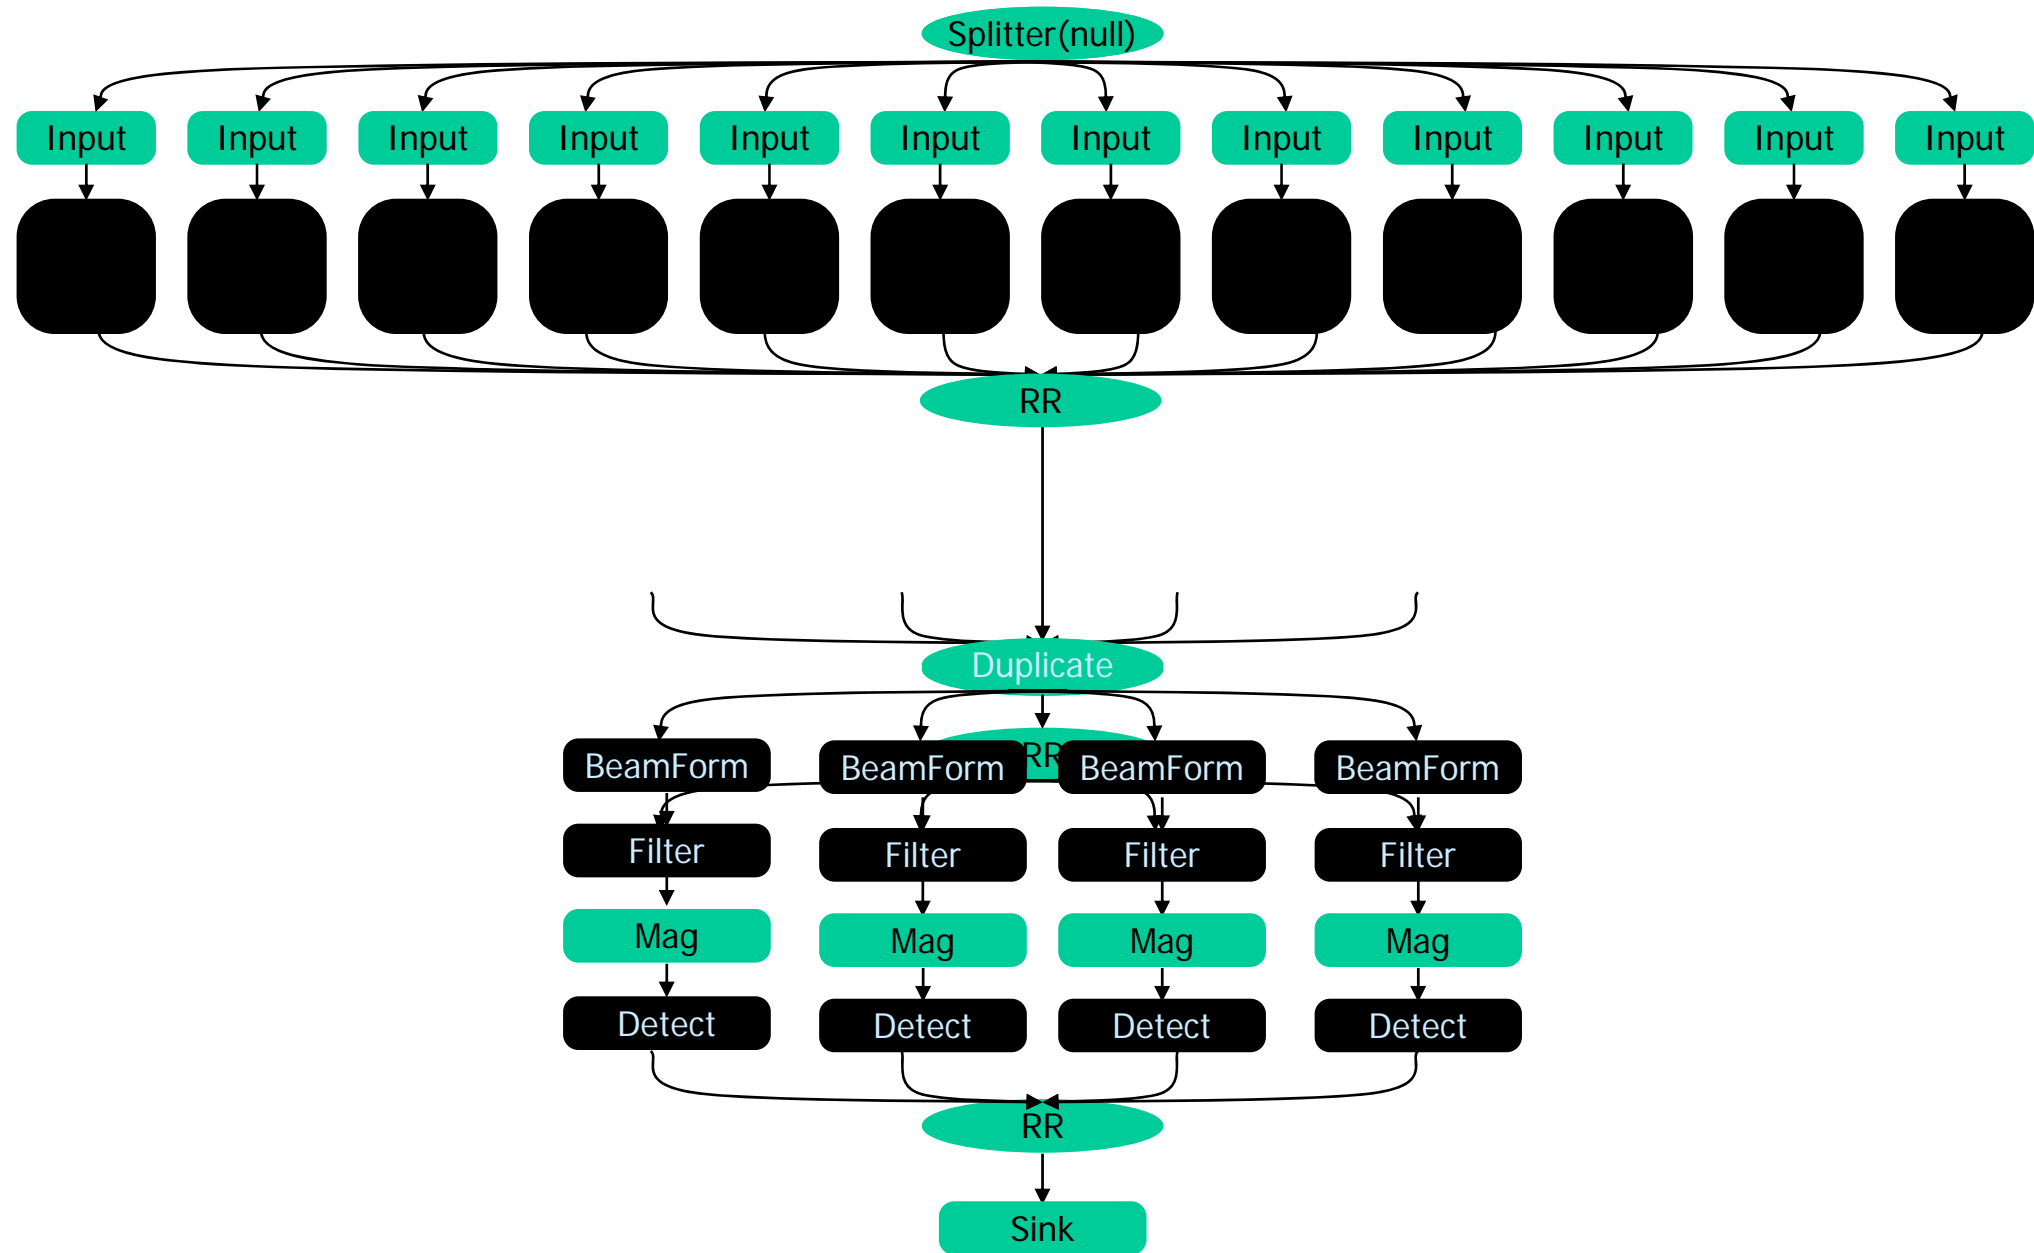 Splitter(null)
Input
Input
Input
Input
Input
Input
Input
Input
Input
Input
Input
Input
RR
Duplicate
RR
BeamForm
BeamForm
BeamForm
BeamForm
Filter
Filter
Filter
Filter
Mag
Mag
Mag
Mag
Detect
Detect
Detect
Detect
RR
Sink